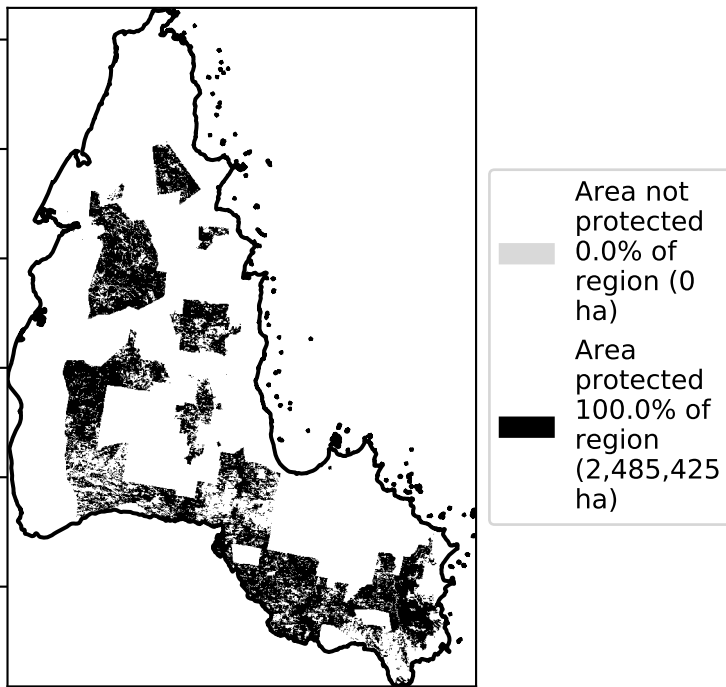 Area not
protected
0.0% of
region (0
ha)
Area
protected
100.0% of
region
(2,485,425
ha)